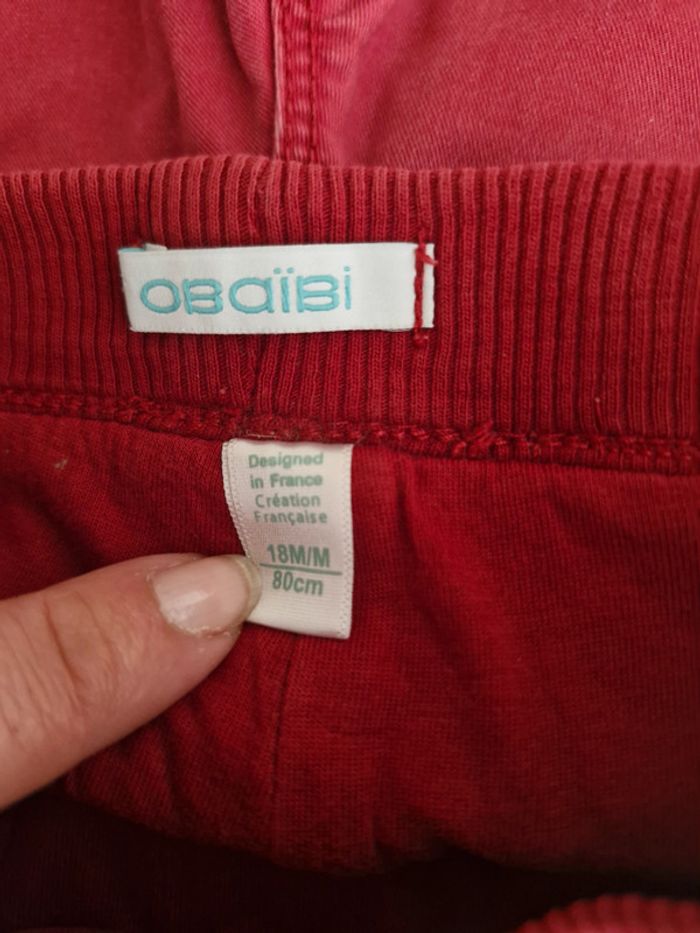 obaïbi
Designed
in France
Création
Française
18M/M
80cm